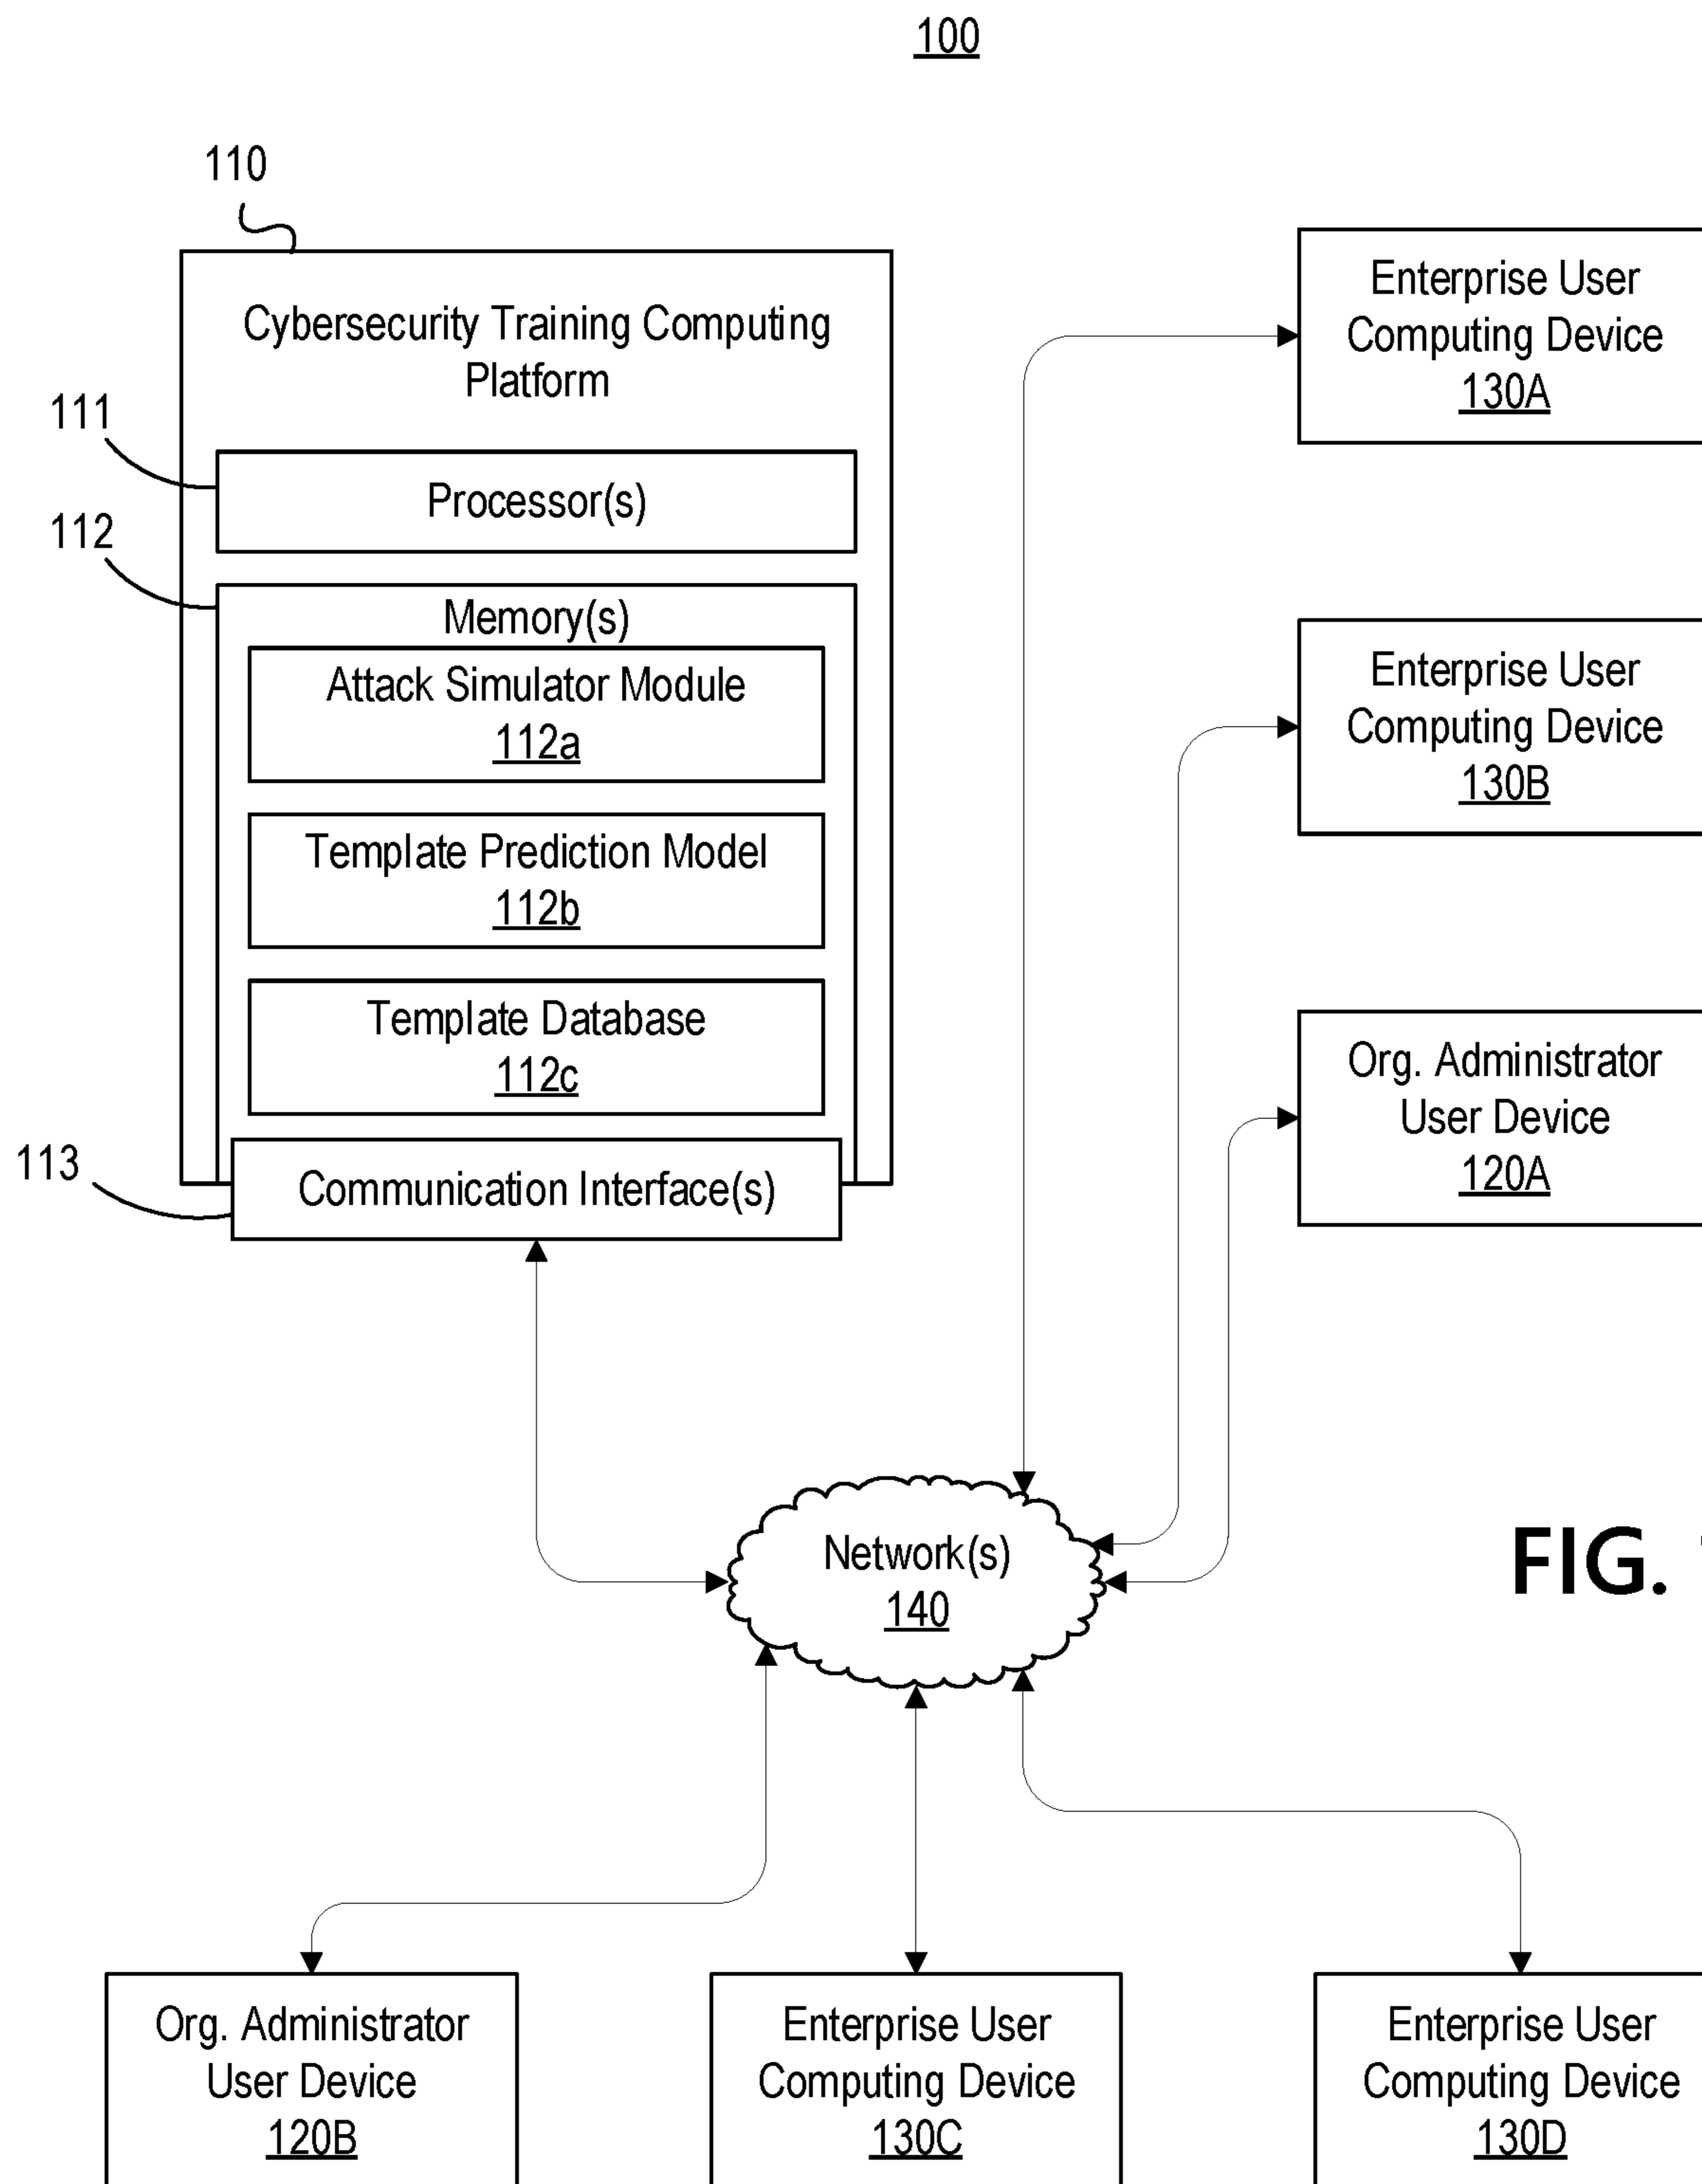 100
110
Cybersecurity Training Computing
Platform
111
Processor(s)
112
Memory(s)
Attack Simulator Module
112a
Template Prediction Model
112b
Template Database
112c
113
Communication Interface(s)
Enterprise User
Computing Device
130A
Enterprise User
Computing Device
130B
Org. Administrator
User Device
120A
Network(s)
140
FIG.
Org. Administrator
User Device
120B
Enterprise User
Computing Device
130C
Enterprise User
Computing Device
130D